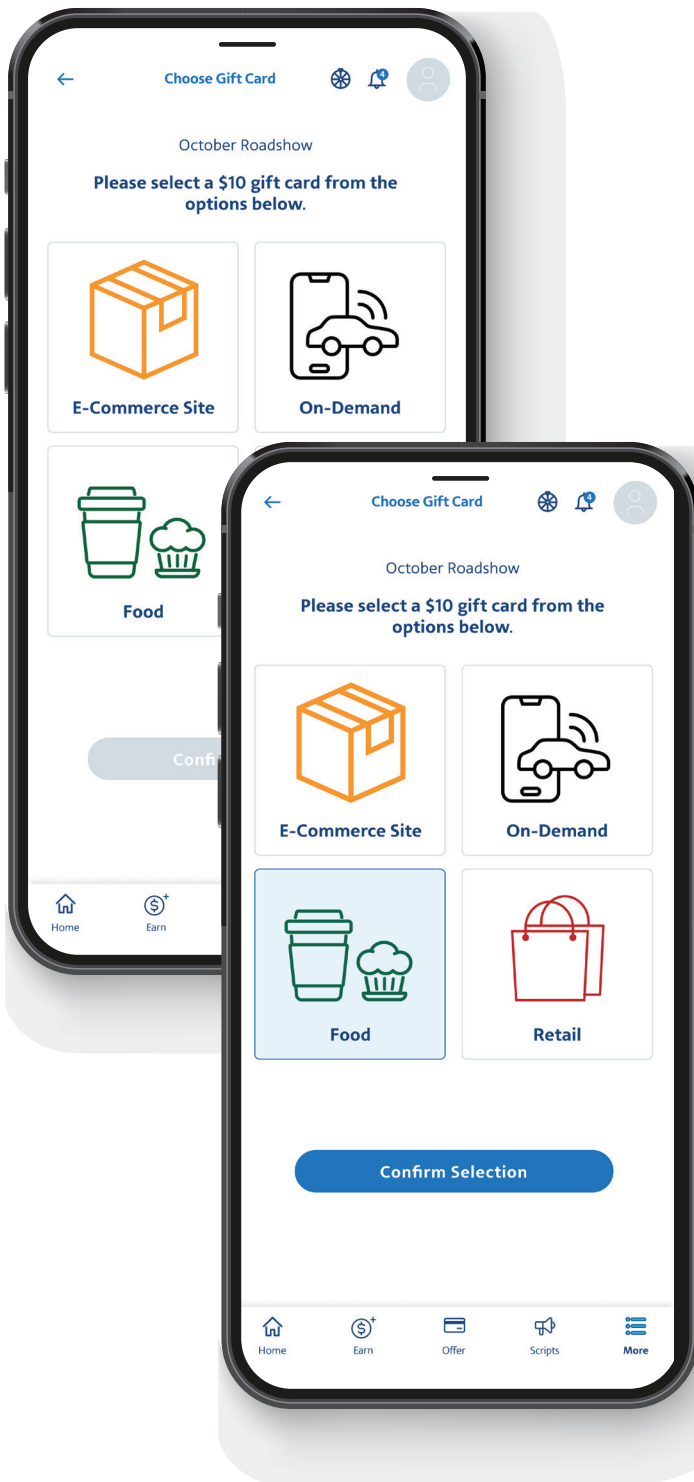 Choose Gift Card
4
October Roadshow
Please select a $10 gift card from the
options below.
E-Commerce Site
On-Demand
Food
Home
Earn
Choose Gift Card
4
October Roadshow
Please select a $10 gift card from the
options below.
E-Commerce Site
On-Demand
Food
Retail
Confirm Selection
Home
Earn
Offer
Scripts
More